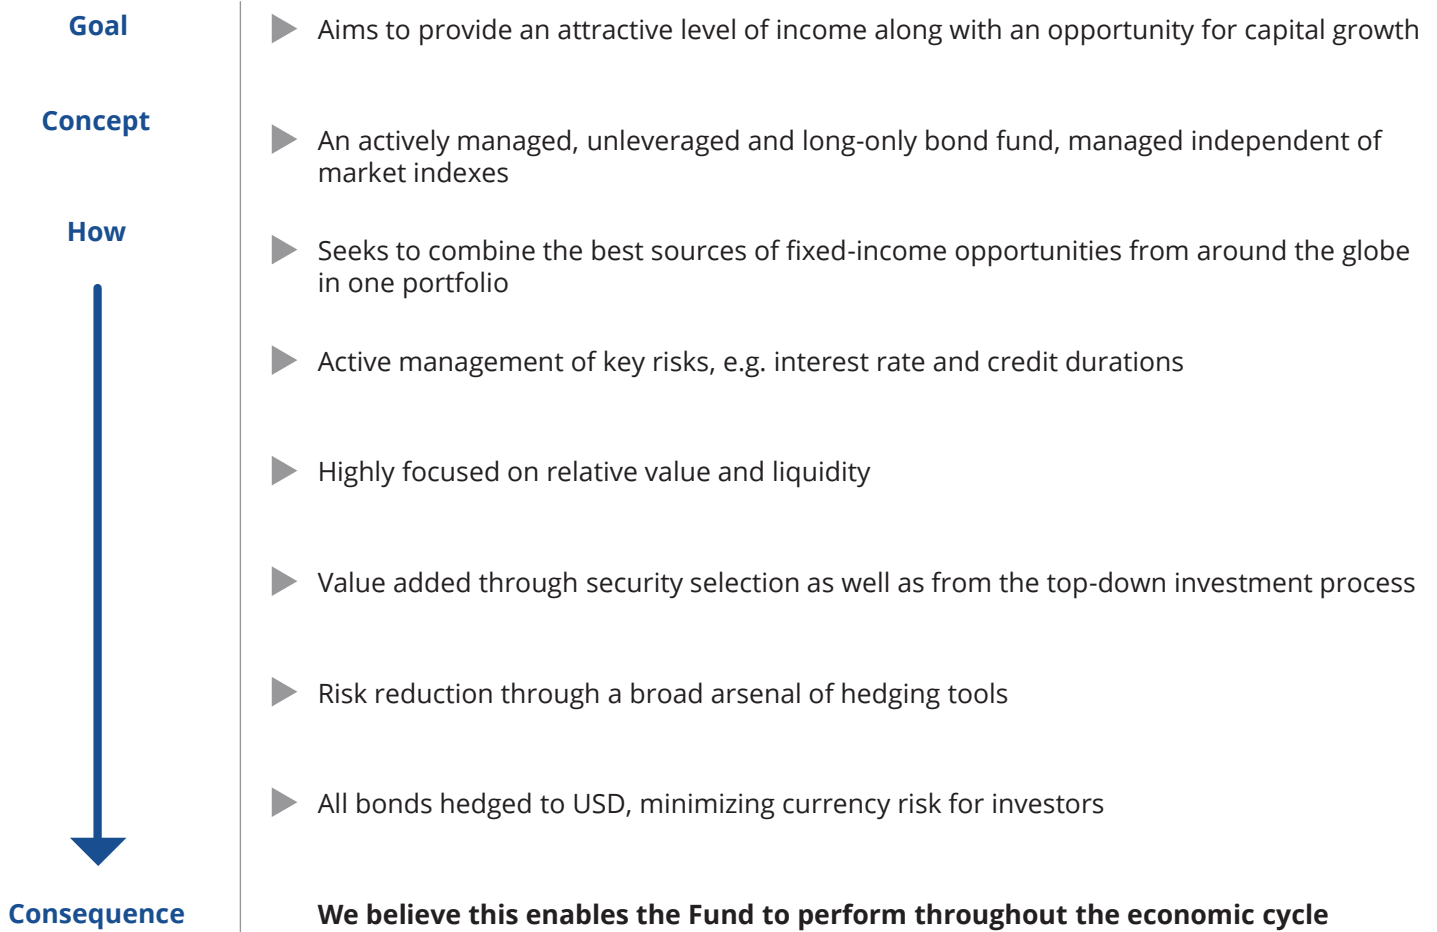 Goal
Aims to provide an attractive level of income along with an opportunity for capital growth
Concept
An actively managed, unleveraged and long-only bond fund, managed independent of
market indexes
How
Seeks to combine the best sources of fixed-income opportunities from around the globe
in one portfolio
Active management of key risks, e.g. interest rate and credit durations
Highly focused on relative value and liquidity
Value added through security selection as well as from the top-down investment process
Risk reduction through a broad arsenal of hedging tools
All bonds hedged to USD, minimizing currency risk for investors
Consequence
We believe this enables the Fund to perform throughout the economic cycle